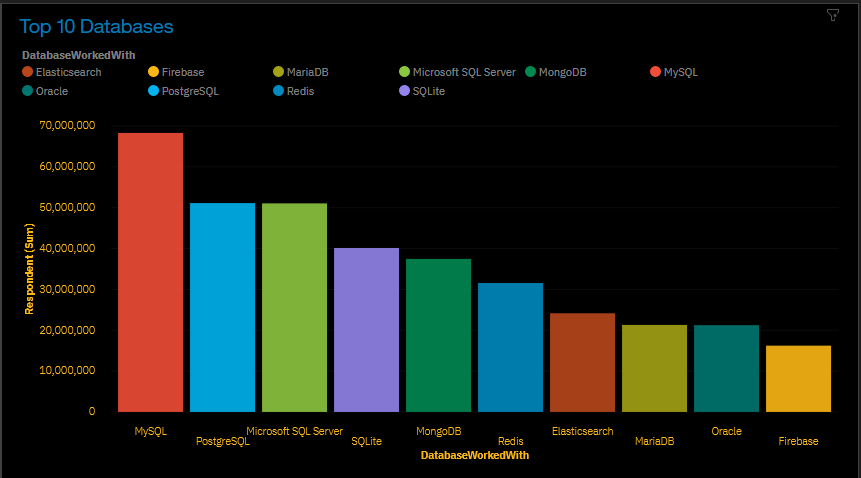 Top 10 Databases
DatabaseWorkedWith
Elasticsearch Firebase MariaDB Microsoft SQL Server MongoDB MySQL
Oracle PostgreSQL Redis SQLite
70,000,000
60,000,000
50,000,000
40,000,000
30,000,000
20,000,000
10,000,000
0
Respondent (Sum)
MySQL Microsoft SQL Server MongoDB Elasticsearch Oracle
PostgreSQL SQLite Redis MariaDB Firebase
DatabaseWorkedWith